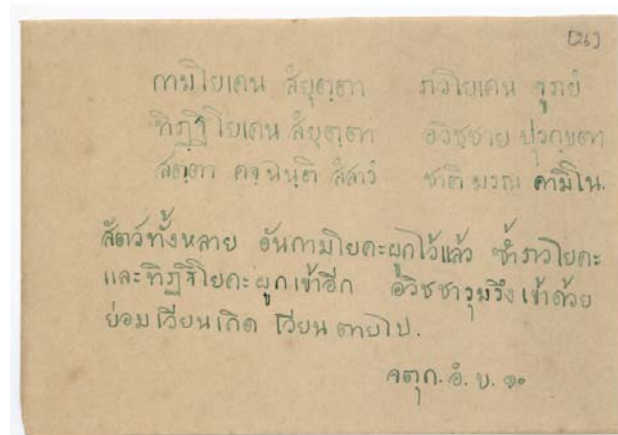 [26]
กามโยเคน สํยุตฺตา ภวโยเคน จูภยํ
ทิฏฺฐิโยเคน สํยุตฺตา อวิชฺชาย ปุรกฺขตา
สตฺตา คจฺฉนฺติ สํสารํ ชาติมรณ คามิโน.
สัตว์ทั้งหลาย อันกามโยคะผูกไว้แล้ว ซ้ำภวโยคะ
และทิฏฐิโยคะผูกเข้าอีก อวิชชารุมรึงเข้าด้วย
ย่อมเวียนเกิด เวียนตายไป.
จตุก. อํ. ๒. ๑๐